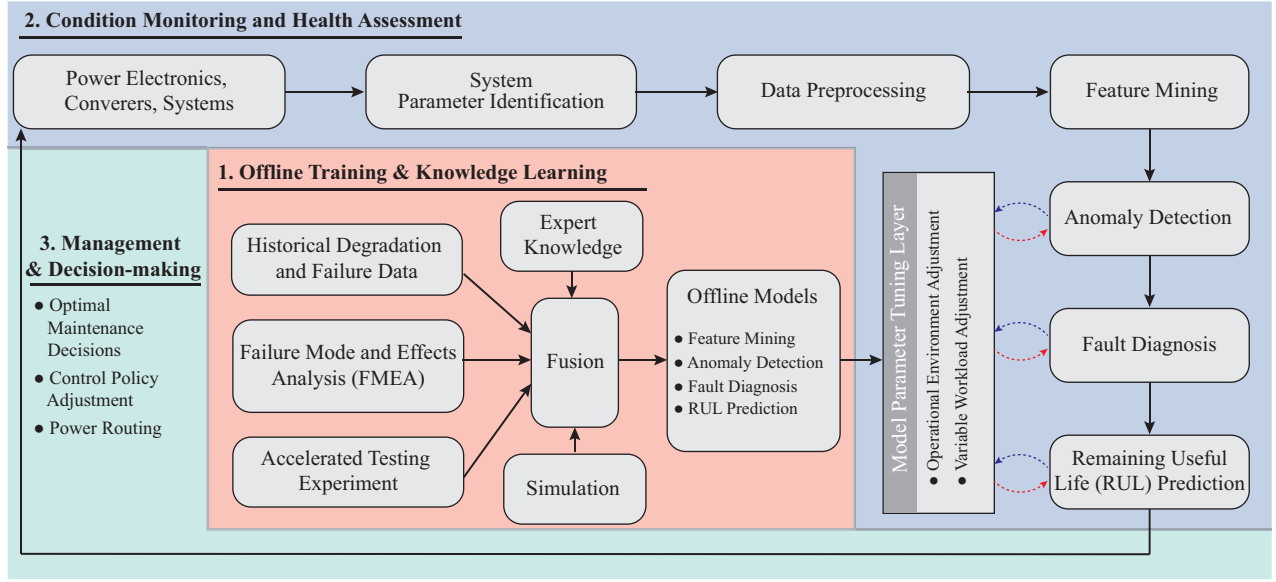 2. Condition Monitoring and Health Assessment
Power Electronics,
Converers, Systems
System
Parameter Identification
Data Preprocessing
Feature Mining
1. Offline Training & Knowledge Learning
Historical Degradation
and Failure Data
Expert
Knowledge
Failure Mode and Effects
Analysis (FMEA)
Accelerated Testing
Experiment
Fusion
Simulation
Offline Models
● Feature Mining
● Anomaly Detection
● Fault Diagnosis
● RUL Prediction
Model Parameter Tuning Layer
● Operational Environment Adjustment
● Variable Workload Adjustment
Anomaly Detection
Fault Diagnosis
Remaining Useful
Life (RUL) Prediction
3. Management
& Decision-making
● Optimal
Maintenance
Decisions
● Control Policy
Adjustment
● Power Routing